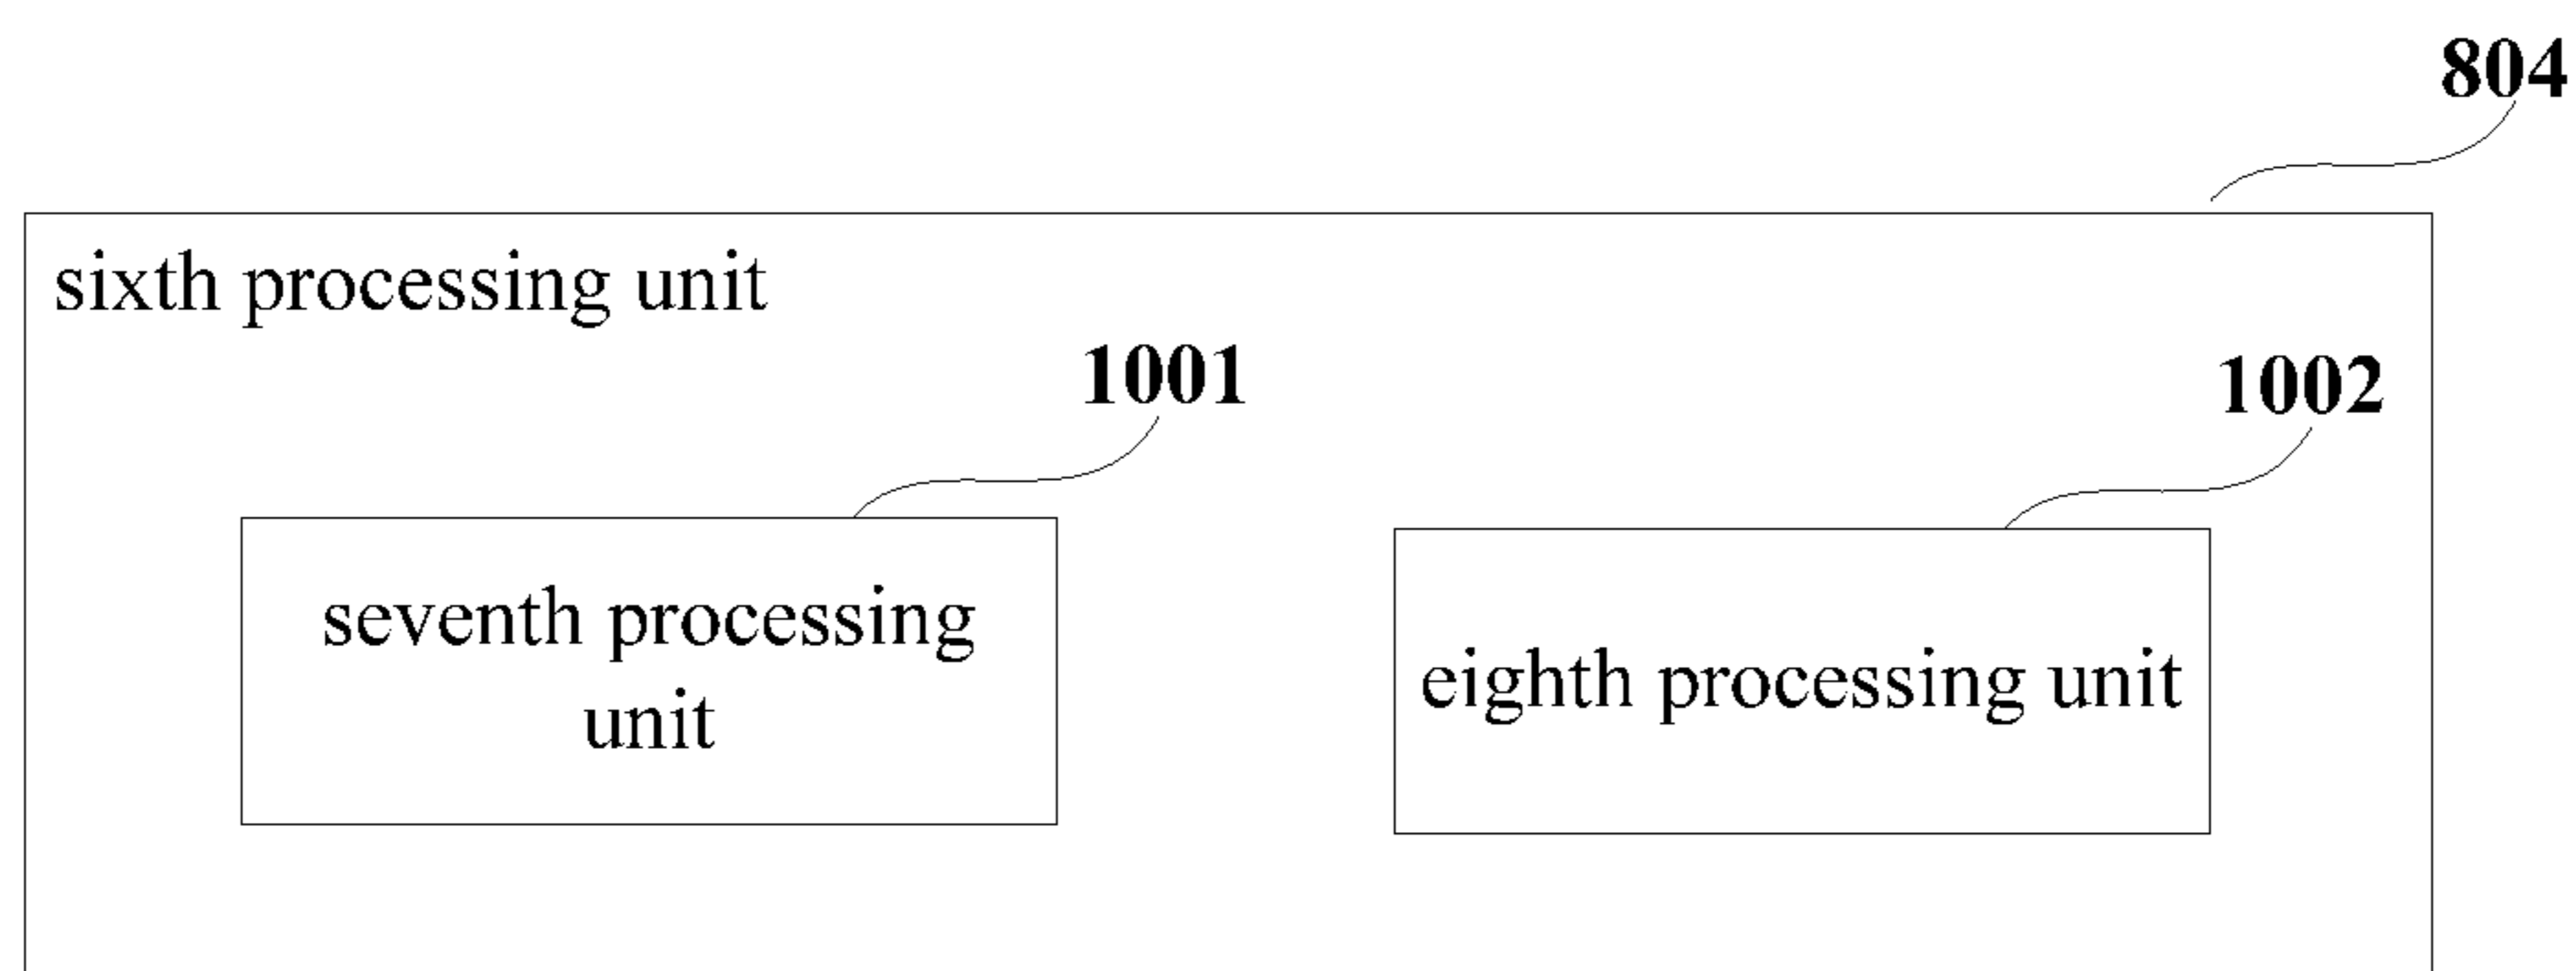 804
sixth processing unit
1001
1002
seventh processing
unit
eighth processing unit